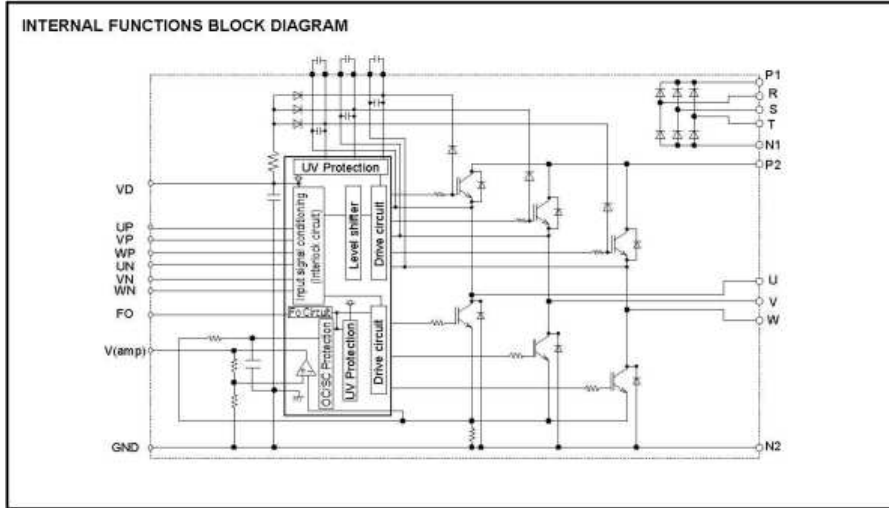 INTERNAL FUNCTIONS BLOCK DIAGRAM
P1
R
S
T
N1
P2
UV Protection
VD
UP
VP
WP
UN
VN
WN
FO
V(amp)
GND
Input signal conditioning
(Interlock circuit)
Level shifter
Drive circuit
Fo Circuit
OC/SC Protection
UV Protection
Drive circuit
U
V
W
N2